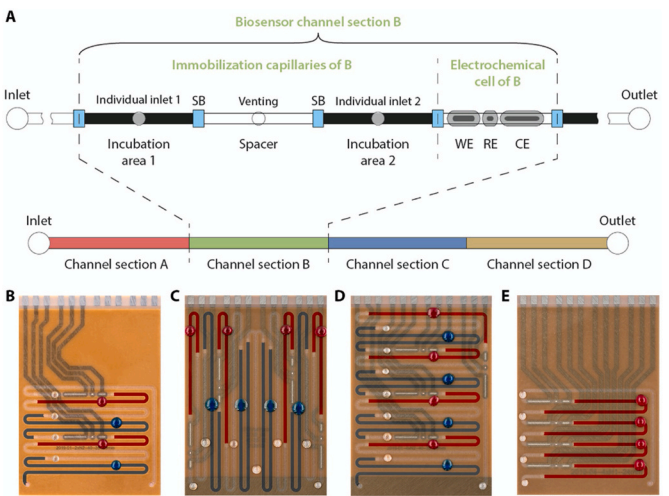 A
Biosensor channel section B
Immobilization capillaries of B
Electrochemical
cell of B
Inlet
Individual inlet 1
SB
Venting
SB
Individual inlet 2
Outlet
Incubation
area 1
Spacer
Incubation
area 2
WE
RE
CE
Inlet
Outlet
Channel section A
Channel section B
Channel section C
Channel section D
B
C
D
E